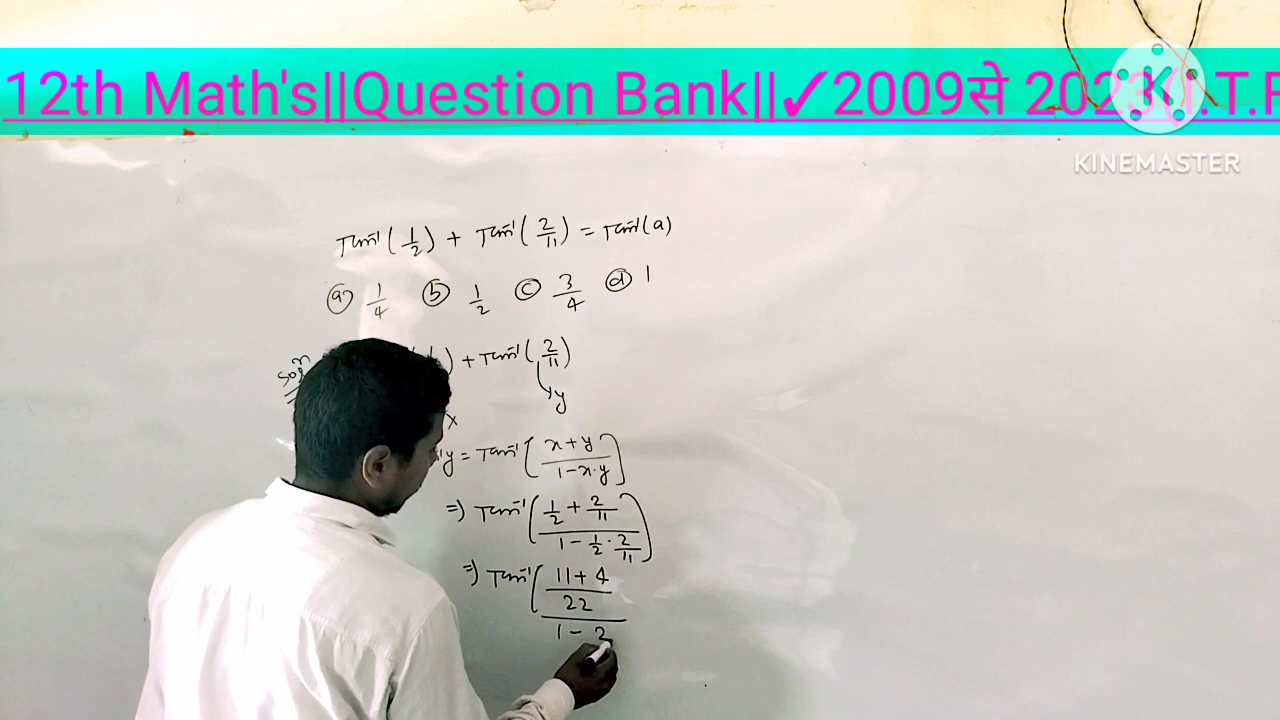 12th Math's||Question Bank||✓2009से 2023
KINEMASTER
Tan⁻¹(1/2) + Tan⁻¹(2/11) = Tan⁻¹(a)
ⓐ 1/4 ⓑ 1/2 ⓒ 3/4 ⓓ 1
Solⁿ ) + Tan⁻¹(2/11)
x y
y = Tan⁻¹[x+y/1-x.y]
=) Tan⁻¹[1/2 + 2/11 / 1 - 1/2 . 2/11]
=) Tan⁻¹[11+4/22
1 - 2